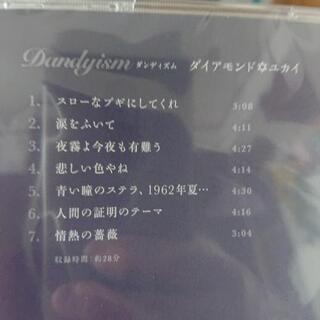 Dandyism ダンディズム ダイアモンド✡ユカイ
1. スローなブギにしてくれ 3:08
2. 涙をふいて 4:11
3. 夜霧よ今夜も有難う 4:27
4. 悲しい色やね 4:14
5. 青い瞳のステラ、1962年夏… 4:30
6. 人間の証明のテーマ 4:16
7. 情熱の薔薇 3:04
収録時間：約28分